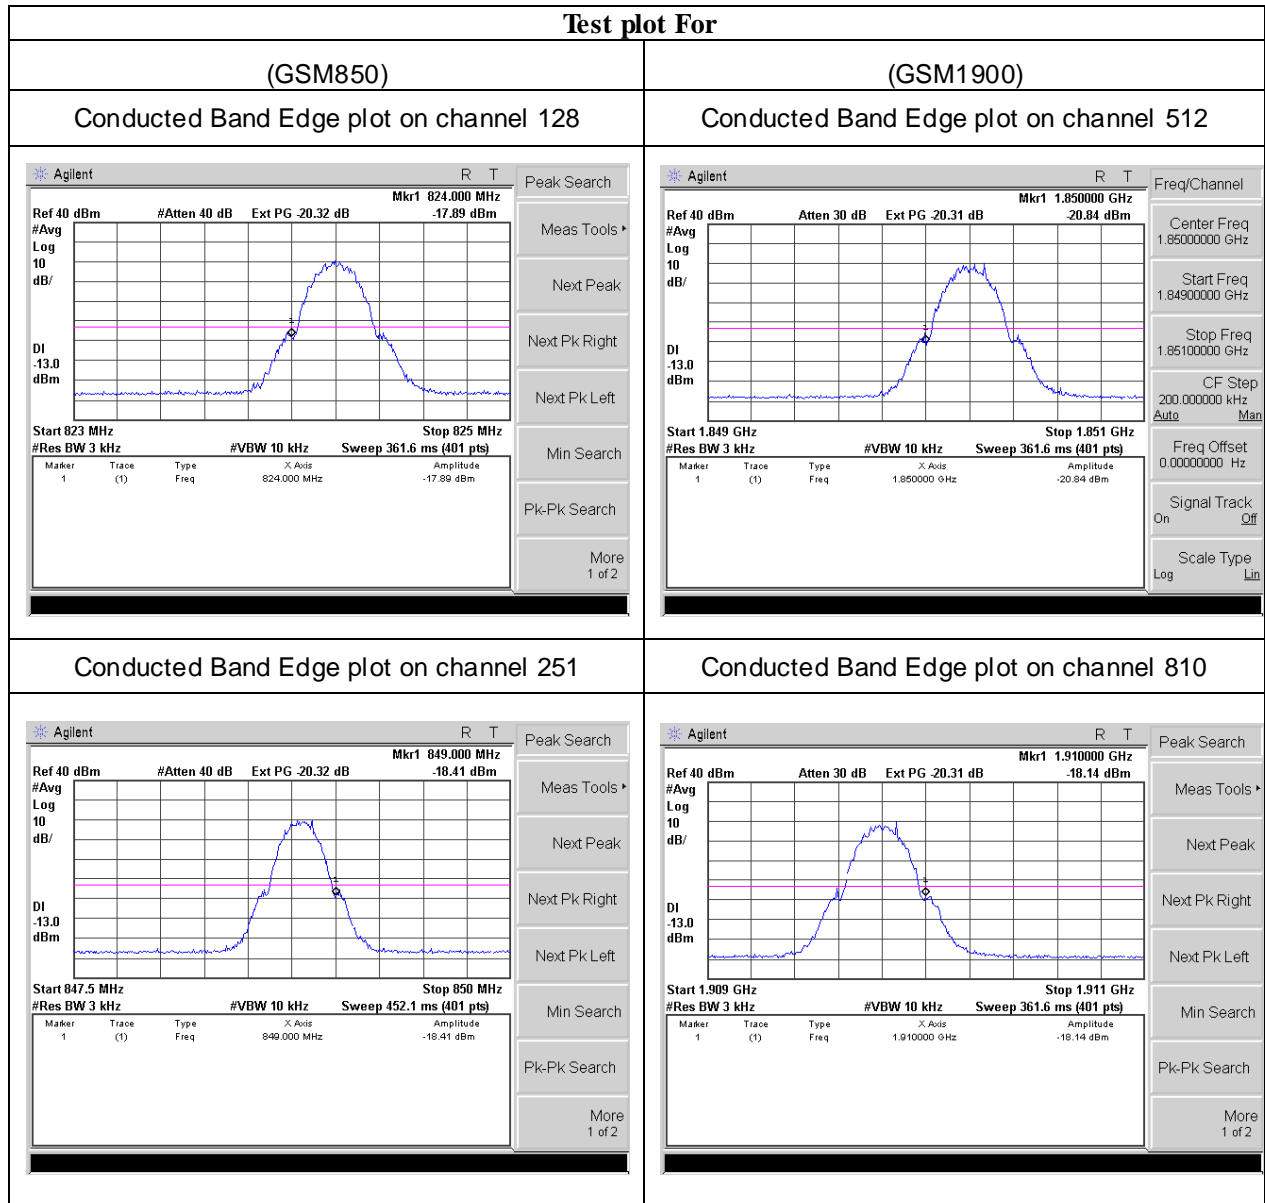 Test plot For
(GSM850)
(GSM1900)
Conducted Band Edge plot on channel 128
Conducted Band Edge plot on channel 512
Agilent R T
Mkr1 824.000 MHz
Ref 40 dBm #Atten 40 dB Ext PG -20.32 dB -17.89 dBm
#Avg
Log
10
dB/
1
DI
-13.0
dBm
Start 823 MHz Stop 825 MHz
#Res BW 3 kHz #VBW 10 kHz Sweep 361.6 ms (401 pts)
Marker Trace Type X Axis Amplitude
1 (1) Freq 824.000 MHz -17.89 dBm
Peak Search
Meas Tools
Next Peak
Next Pk Right
Next Pk Left
Min Search
Pk-Pk Search
More
1 of 2
Agilent R T
Mkr1 1.850000 GHz
Ref 40 dBm Atten 30 dB Ext PG -20.31 dB -20.84 dBm
#Avg
Log
10
dB/
1
DI
-13.0
dBm
Start 1.849 GHz Stop 1.851 GHz
#Res BW 3 kHz #VBW 10 kHz Sweep 361.6 ms (401 pts)
Marker Trace Type X Axis Amplitude
1 (1) Freq 1.850000 GHz -20.84 dBm
Freq/Channel
Center Freq
1.85000000 GHz
Start Freq
1.84900000 GHz
Stop Freq
1.85100000 GHz
CF Step
200.000000 kHz
Auto Man
Freq Offset
0.00000000 Hz
Signal Track
On Off
Scale Type
Log Lin
Conducted Band Edge plot on channel 251
Conducted Band Edge plot on channel 810
Agilent R T
Mkr1 849.000 MHz
Ref 40 dBm #Atten 40 dB Ext PG -20.32 dB -18.41 dBm
#Avg
Log
10
dB/
1
DI
-13.0
dBm
Start 847.5 MHz Stop 850 MHz
#Res BW 3 kHz #VBW 10 kHz Sweep 452.1 ms (401 pts)
Marker Trace Type X Axis Amplitude
1 (1) Freq 849.000 MHz -18.41 dBm
Peak Search
Meas Tools
Next Peak
Next Pk Right
Next Pk Left
Min Search
Pk-Pk Search
More
1 of 2
Agilent R T
Mkr1 1.910000 GHz
Ref 40 dBm Atten 30 dB Ext PG -20.31 dB -18.14 dBm
#Avg
Log
10
dB/
1
DI
-13.0
dBm
Start 1.909 GHz Stop 1.911 GHz
#Res BW 3 kHz #VBW 10 kHz Sweep 361.6 ms (401 pts)
Marker Trace Type X Axis Amplitude
1 (1) Freq 1.910000 GHz -18.14 dBm
Peak Search
Meas Tools
Next Peak
Next Pk Right
Next Pk Left
Min Search
Pk-Pk Search
More
1 of 2